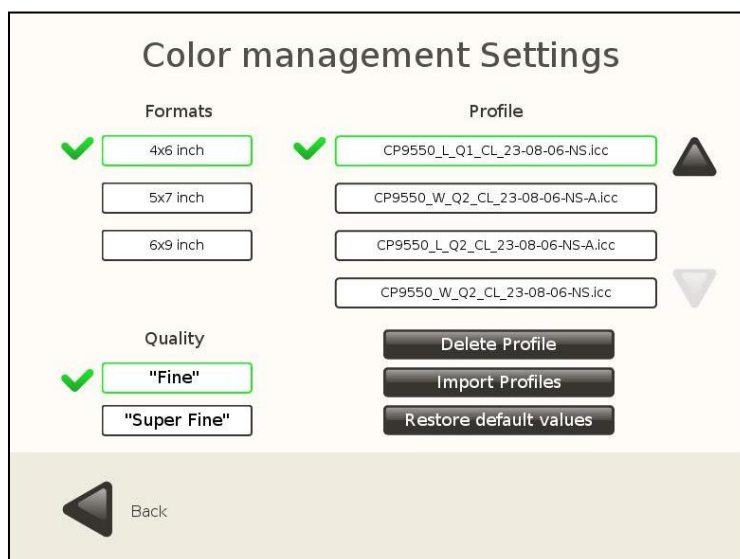 Color management Settings
Formats
4x6 inch
5x7 inch
6x9 inch
Profile
CP9550_L_Q1_CL_23-08-06-NS.icc
CP9550_W_Q2_CL_23-08-06-NS-A.icc
CP9550_L_Q2_CL_23-08-06-NS-A.icc
CP9550_W_Q2_CL_23-08-06-NS.icc
Quality
"Fine"
"Super Fine"
Delete Profile
Import Profiles
Restore default values
Back